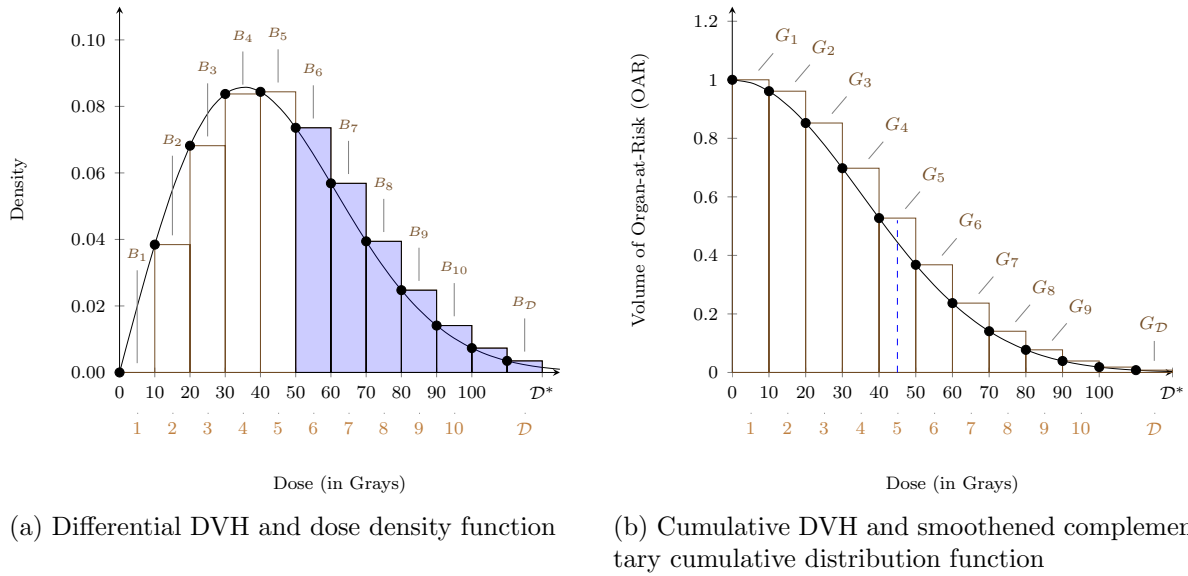 0.10
0.08
0.06
0.04
0.02
0.00
Density
B1
B2
B3
B4
B5
B6
B7
B8
B9
B10
B𝒟
0 10 20 30 40 50 60 70 80 90 100 𝒟*
1 2 3 4 5 6 7 8 9 10 𝒟
Dose (in Grays)
(a) Differential DVH and dose density function
1.2
1
0.8
0.6
0.4
0.2
0
Volume of Organ-at-Risk (OAR)
G1
G2
G3
G4
G5
G6
G7
G8
G9
G𝒟
0 10 20 30 40 50 60 70 80 90 100 𝒟*
1 2 3 4 5 6 7 8 9 10 𝒟
Dose (in Grays)
(b) Cumulative DVH and smoothened complemen-
tary cumulative distribution function